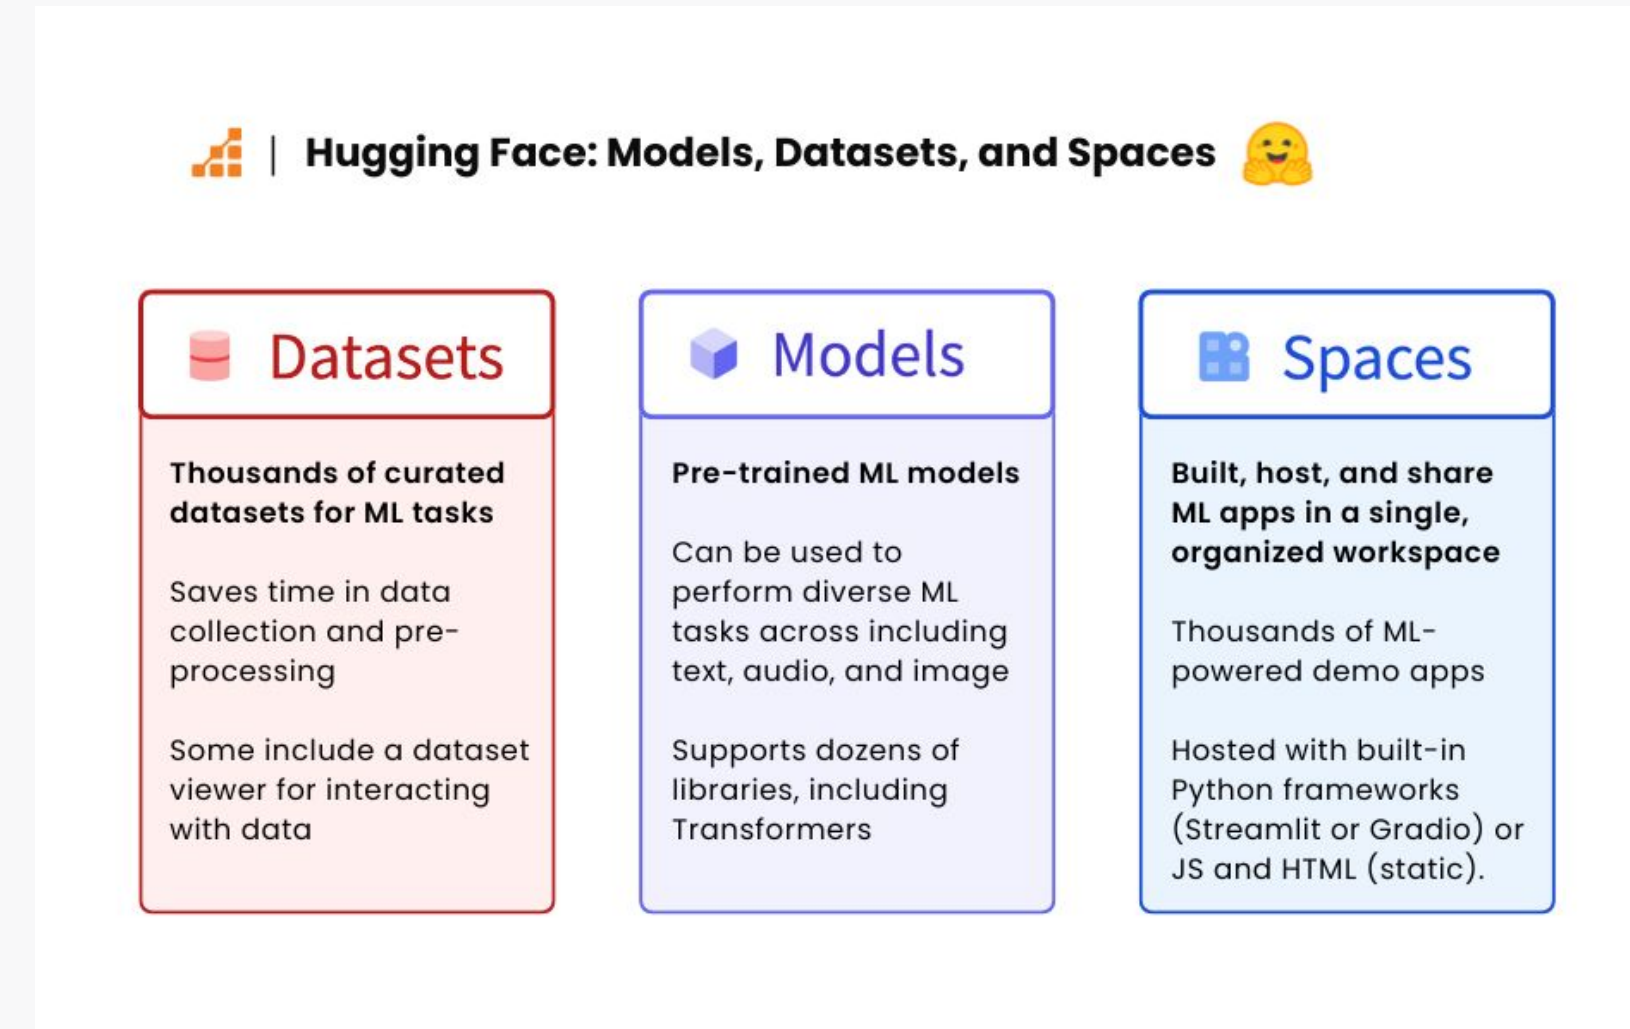 Hugging Face: Models, Datasets, and Spaces
Datasets
Thousands of curated
datasets for ML tasks
Saves time in data
collection and pre-
processing
Some include a dataset
viewer for interacting
with data
Models
Pre-trained ML models
Can be used to
perform diverse ML
tasks across including
text, audio, and image
Supports dozens of
libraries, including
Transformers
Spaces
Built, host, and share
ML apps in a single,
organized workspace
Thousands of ML-
powered demo apps
Hosted with built-in
Python frameworks
(Streamlit or Gradio) or
JS and HTML (static).